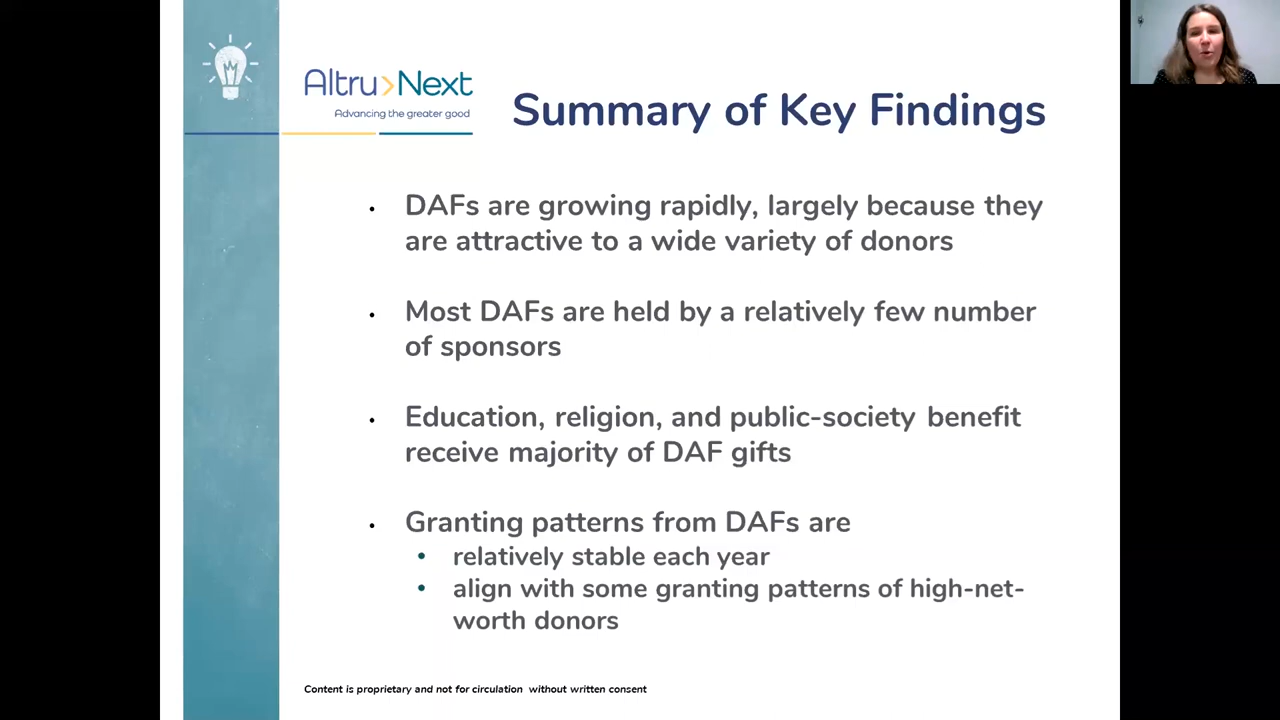 Altru>Next
Advancing the greater good
Summary of Key Findings
• DAFs are growing rapidly, largely because they
are attractive to a wide variety of donors
• Most DAFs are held by a relatively few number
of sponsors
• Education, religion, and public-society benefit
receive majority of DAF gifts
• Granting patterns from DAFs are
• relatively stable each year
• align with some granting patterns of high-net-
worth donors
Content is proprietary and not for circulation without written consent